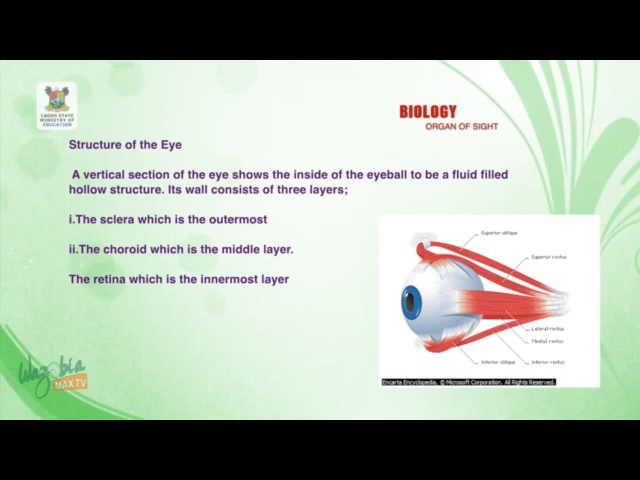 LAGOS STATE
MINISTRY OF
EDUCATION
BIOLOGY
ORGAN OF SIGHT
Structure of the Eye
A vertical section of the eye shows the inside of the eyeball to be a fluid filled
hollow structure. Its wall consists of three layers;
i.The sclera which is the outermost
ii.The choroid which is the middle layer.
The retina which is the innermost layer
Superior oblique
Superior rectus
Lateral rectus
Medial rectus
Inferior oblique
Inferior rectus
Encarta Encyclopedia, © Microsoft Corporation. All Rights Reserved.
Wazobia
MAX TV